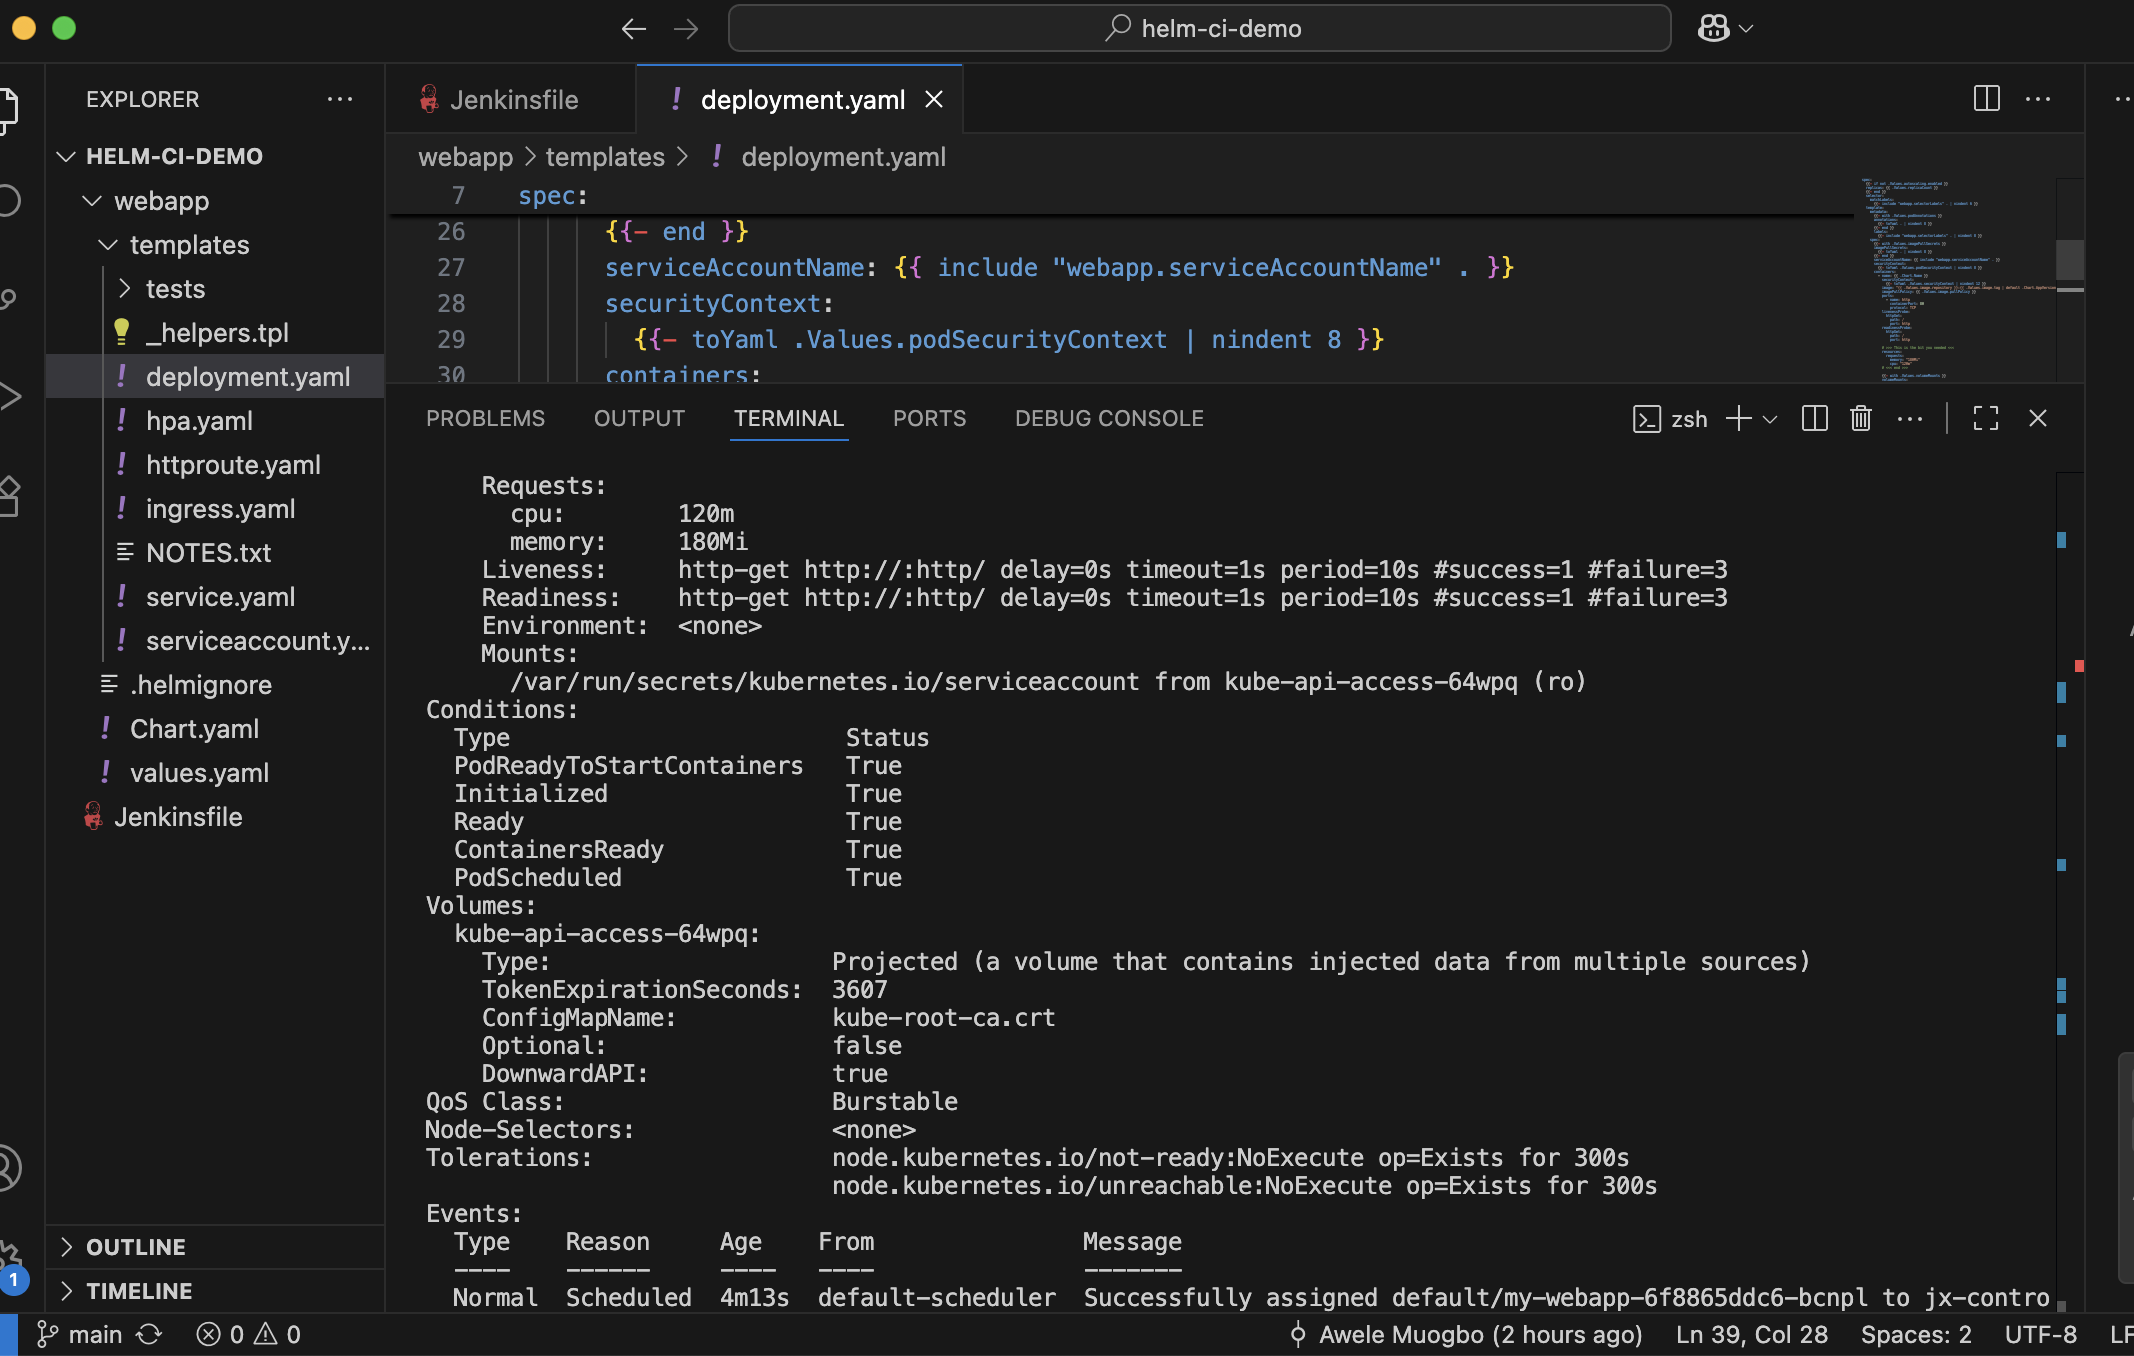 helm-ci-demo
EXPLORER
HELM-CI-DEMO
webapp
templates
tests
_helpers.tpl
deployment.yaml
hpa.yaml
httproute.yaml
ingress.yaml
NOTES.txt
service.yaml
serviceaccount.y...
.helmignore
Chart.yaml
values.yaml
Jenkinsfile
OUTLINE
TIMELINE
Jenkinsfile
deployment.yaml
webapp > templates > ! deployment.yaml
7 spec:
26 {{- end }}
27 serviceAccountName: {{ include "webapp.serviceAccountName" . }}
28 securityContext:
29 {{- toYaml .Values.podSecurityContext | nindent 8 }}
30 containers:
PROBLEMS OUTPUT TERMINAL PORTS DEBUG CONSOLE
zsh
Requests:
cpu: 120m
memory: 180Mi
Liveness: http-get http://:http/ delay=0s timeout=1s period=10s #success=1 #failure=3
Readiness: http-get http://:http/ delay=0s timeout=1s period=10s #success=1 #failure=3
Environment: <none>
Mounts:
/var/run/secrets/kubernetes.io/serviceaccount from kube-api-access-64wpq (ro)
Conditions:
Type Status
PodReadyToStartContainers True
Initialized True
Ready True
ContainersReady True
PodScheduled True
Volumes:
kube-api-access-64wpq:
Type: Projected (a volume that contains injected data from multiple sources)
TokenExpirationSeconds: 3607
ConfigMapName: kube-root-ca.crt
Optional: false
DownwardAPI: true
QoS Class: Burstable
Node-Selectors: <none>
Tolerations: node.kubernetes.io/not-ready:NoExecute op=Exists for 300s
node.kubernetes.io/unreachable:NoExecute op=Exists for 300s
Events:
Type Reason Age From Message
---- ------ ---- ---- -------
Normal Scheduled 4m13s default-scheduler Successfully assigned default/my-webapp-6f8865ddc6-bcnpl to jx-contro
1
main 0 0 Awele Muogbo (2 hours ago) Ln 39, Col 28 Spaces: 2 UTF-8 LF